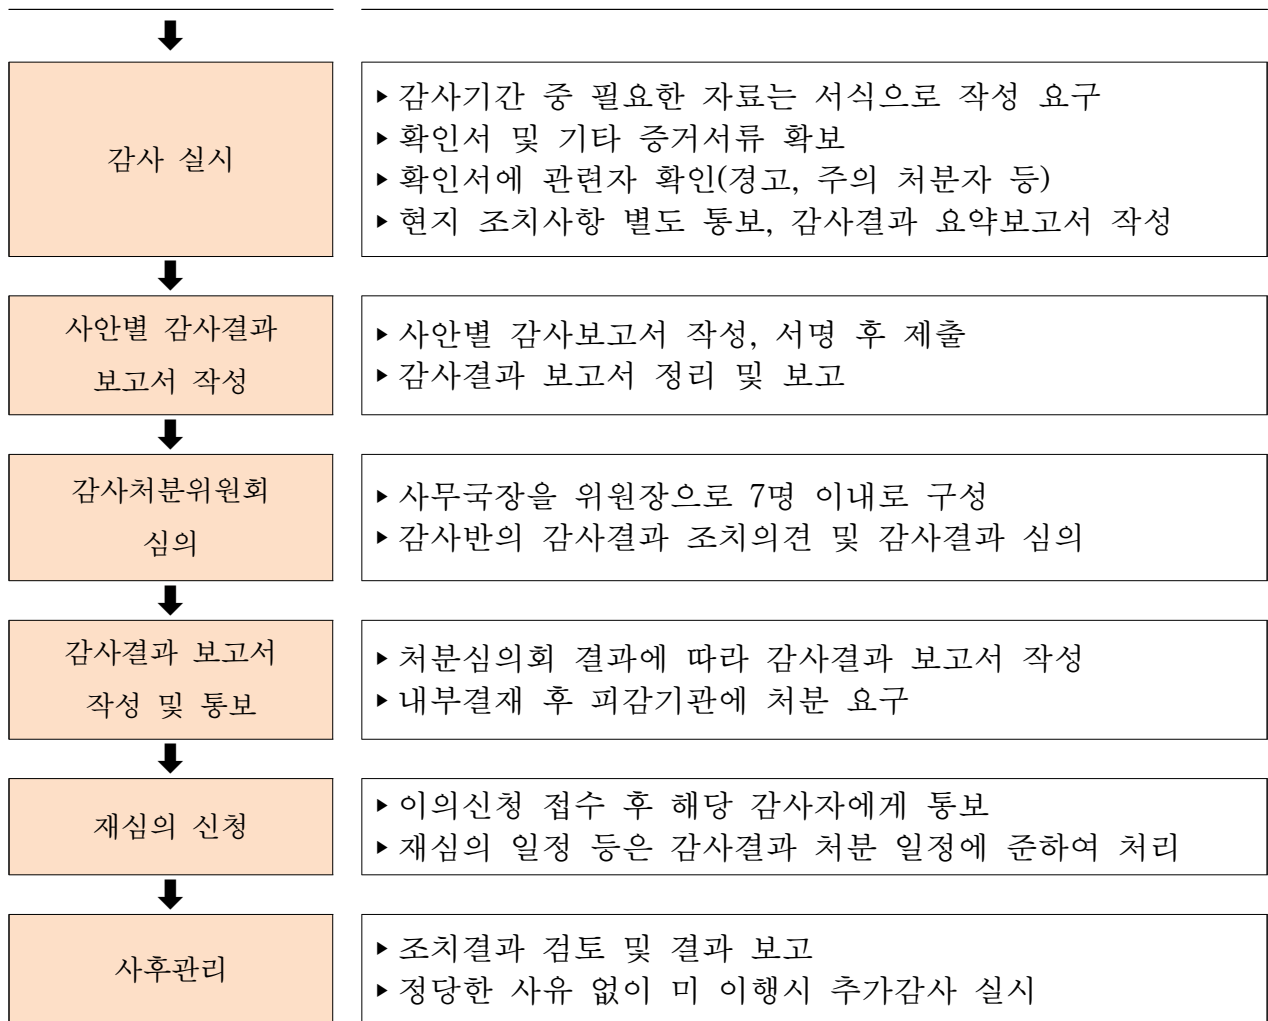 감사 실시
▸감사기간 중 필요한 자료는 서식으로 작성 요구
▸확인서 및 기타 증거서류 확보
▸확인서에 관련자 확인(경고, 주의 처분자 등)
▸현지 조치사항 별도 통보, 감사결과 요약보고서 작성
사안별 감사결과
보고서 작성
▸사안별 감사보고서 작성, 서명 후 제출
▸감사결과 보고서 정리 및 보고
감사처분위원회
심의
▸사무국장을 위원장으로 7명 이내로 구성
▸감사반의 감사결과 조치의견 및 감사결과 심의
감사결과 보고서
작성 및 통보
▸처분심의회 결과에 따라 감사결과 보고서 작성
▸내부결재 후 피감기관에 처분 요구
재심의 신청
▸이의신청 접수 후 해당 감사자에게 통보
▸재심의 일정 등은 감사결과 처분 일정에 준하여 처리
사후관리
▸조치결과 검토 및 결과 보고
▸정당한 사유 없이 미 이행시 추가감사 실시